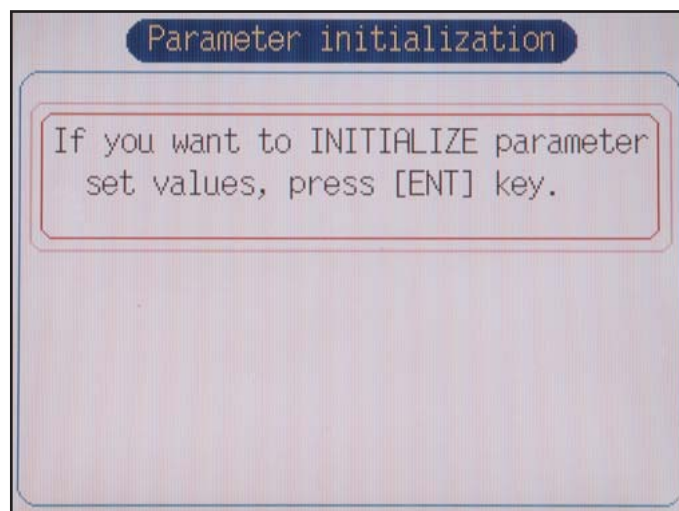 Parameter initialization
If you want to INITIALIZE parameter
set values, press [ENT] key.